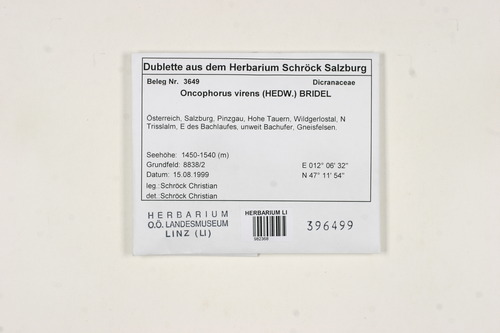 Dublette aus dem Herbarium Schröck Salzburg
Beleg Nr. 3649 Dicranaceae
Oncophorus virens (HEDW.) BRIDEL
Österreich, Salzburg, Pinzgau, Hohe Tauern, Wildgerlostal, N
Trisslalm, E des Bachlaufes, unweit Bachufer, Gneisfelsen.
Seehöhe: 1450-1540 (m)
Grundfeld: 8838/2 E 012° 06' 32"
Datum: 15.08.1999 N 47° 11' 54"
leg.:Schröck Christian
det. Schröck Christian
HERBARIUM
O.Ö. LANDESMUSEUM
LINZ (LI)
HERBARIUM LI
982368
396499